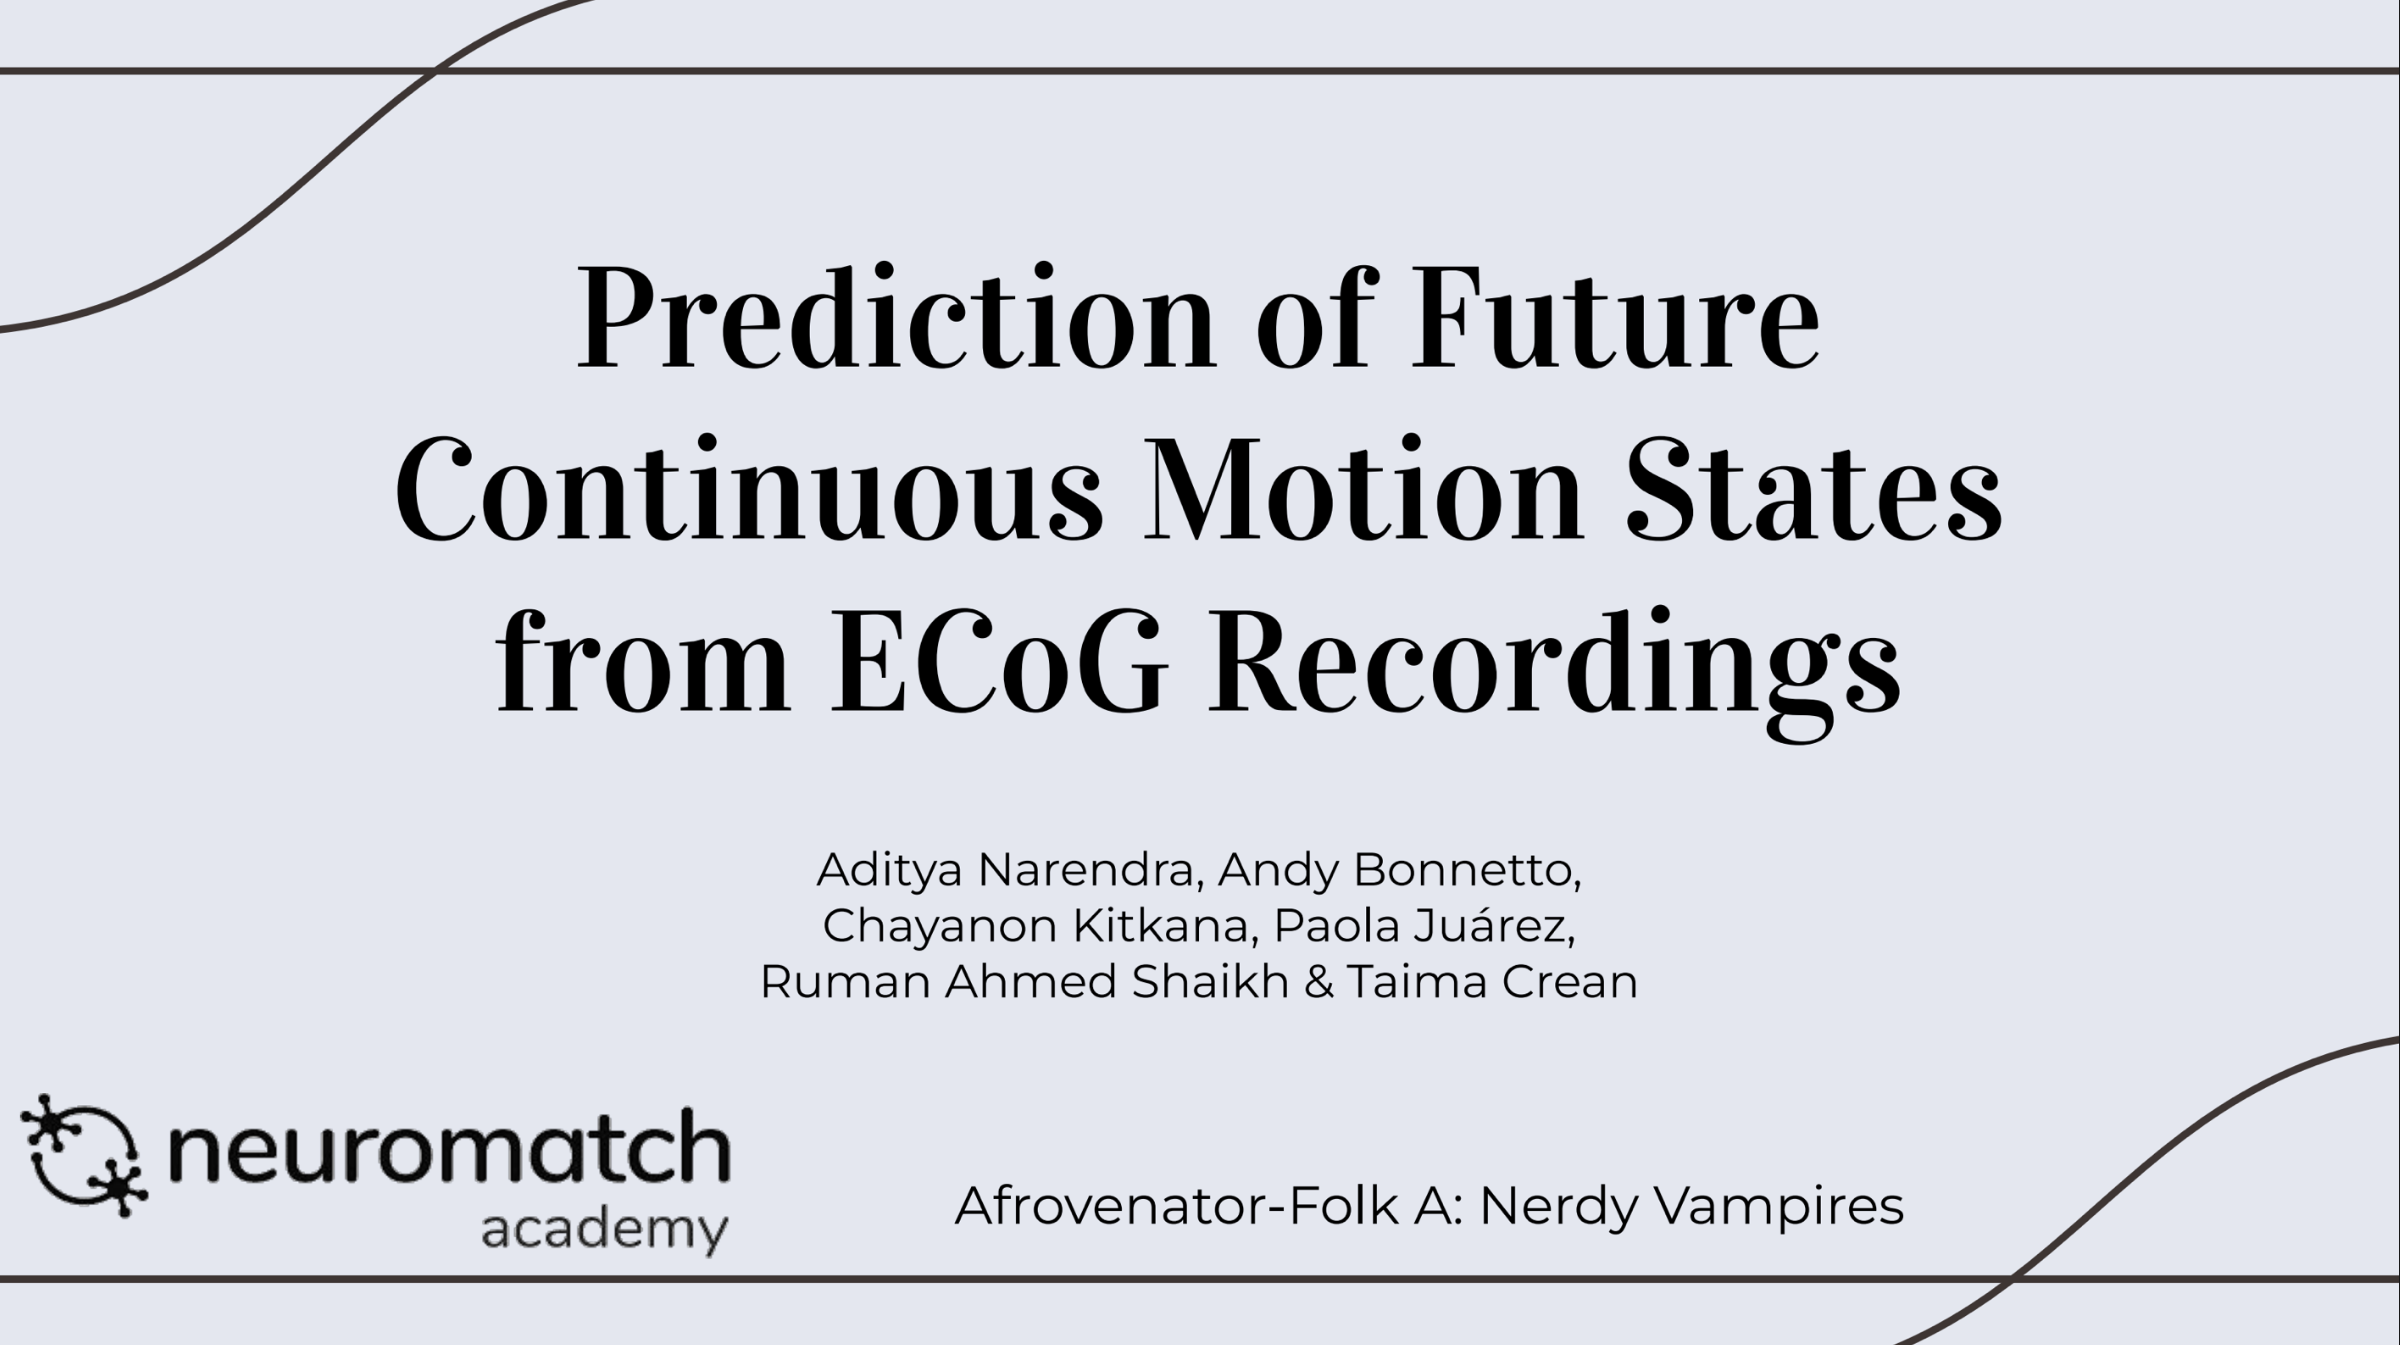 Prediction of Future
Continuous Motion States
from ECoG Recordings
Aditya Narendra, Andy Bonnetto,
Chayanon Kitkana, Paola Juárez,
Ruman Ahmed Shaikh & Taima Crean
neuromatch
academy
Afrovenator-Folk A: Nerdy Vampires